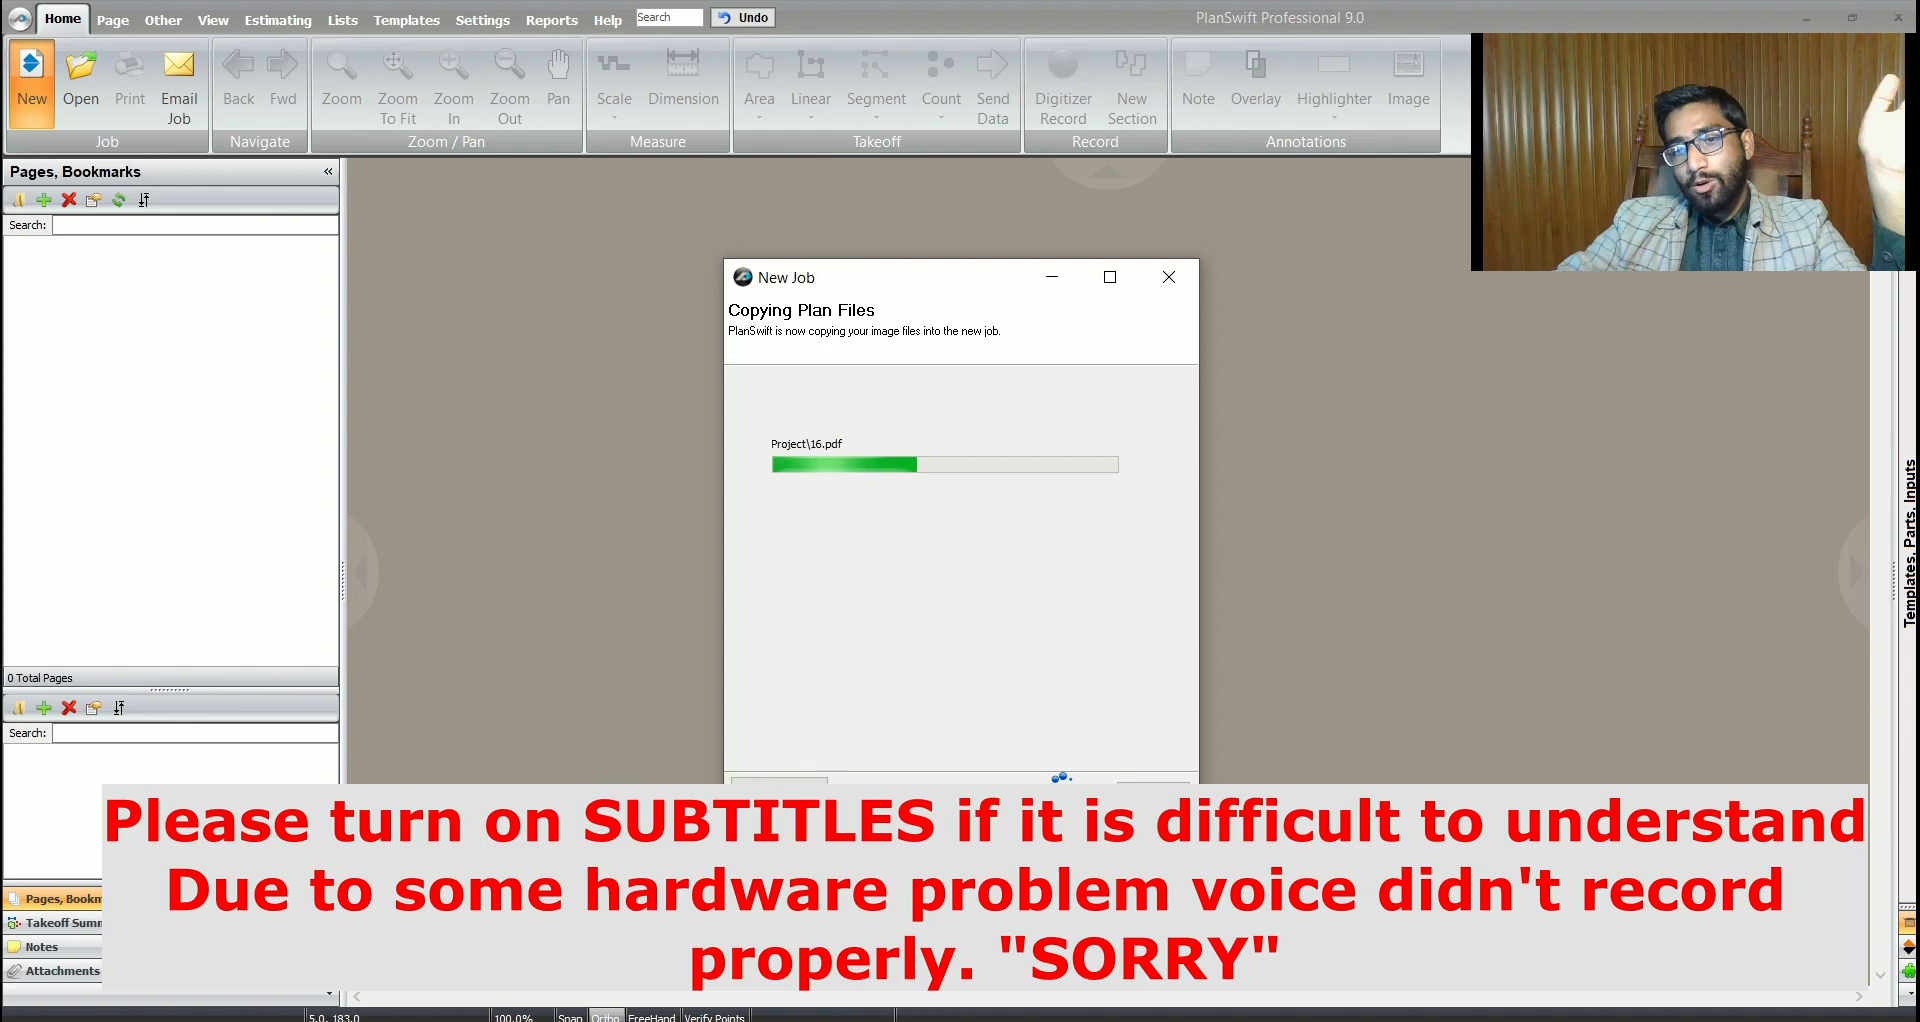 Home Page Other View Estimating Lists Templates Settings Reports Help Search Undo
PlanSwift Professional 9.0
New Open Print Email Job
Back Fwd
Zoom Zoom To Fit Zoom In Zoom Out Pan
Scale Dimension
Area Linear Segment Count Send Data
Digitizer Record New Section
Note Overlay Highlighter Image
Job Navigate Zoom / Pan Measure Takeoff Record Annotations
Pages, Bookmarks
Search:
New Job
Copying Plan Files
PlanSwift is now copying your image files into the new job.
Project\16.pdf
Templates, Parts, Inputs
0 Total Pages
Search:
Please turn on SUBTITLES if it is difficult to understand
Due to some hardware problem voice didn't record
properly. "SORRY"
Pages, Bookm
Takeoff Summ
Notes
Attachments
5.0, 183.0 100.0% Snap Ortho FreeHand Verify Points